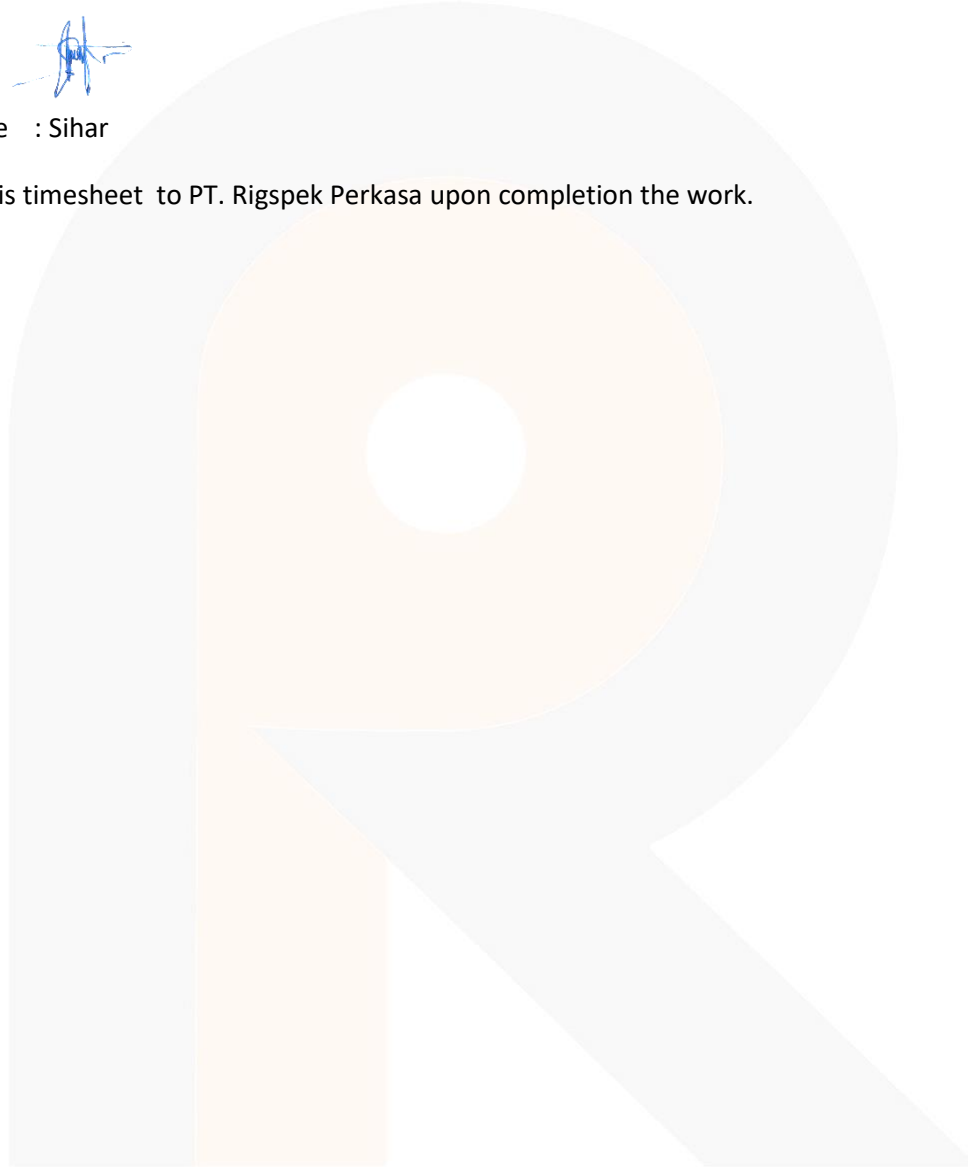 e : Sihar
is timesheet to PT. Rigspek Perkasa upon completion the work.